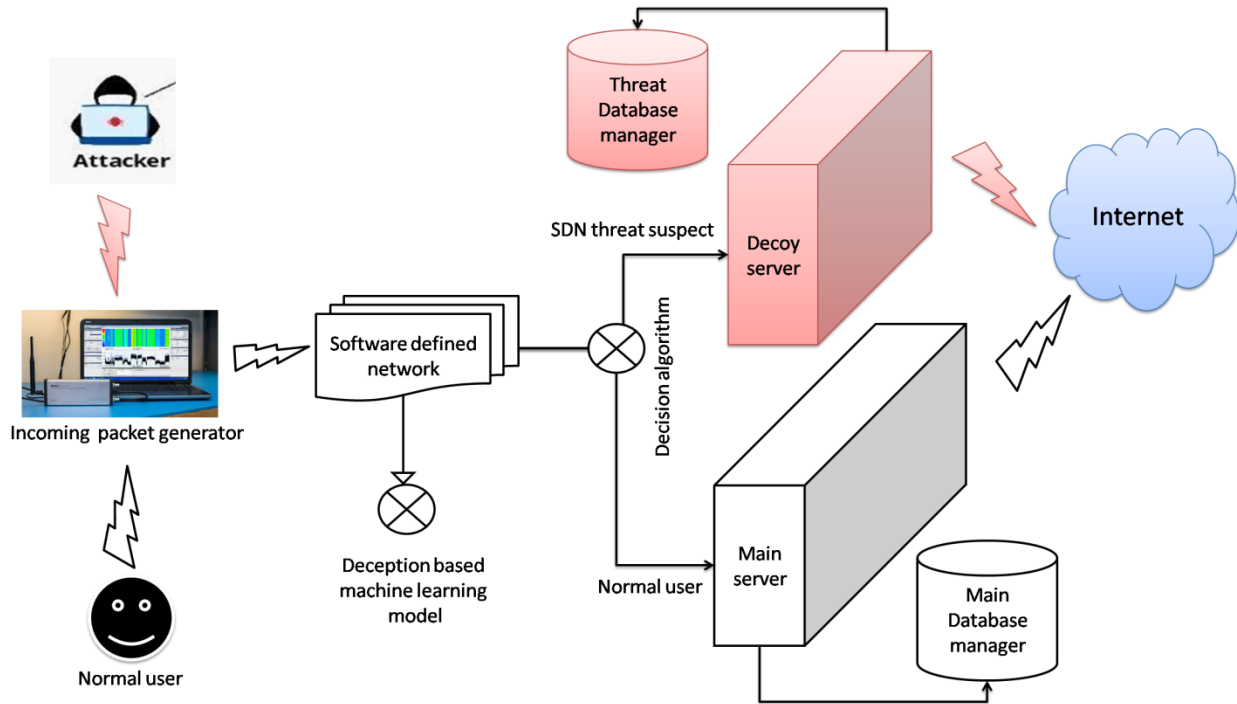 Attacker
Incoming packet generator
Normal user
Software defined
network
Deception based
machine learning
model
Decision algorithm
SDN threat suspect
Normal user
Threat
Database
manager
Decoy
server
Main
server
Main
Database
manager
Internet